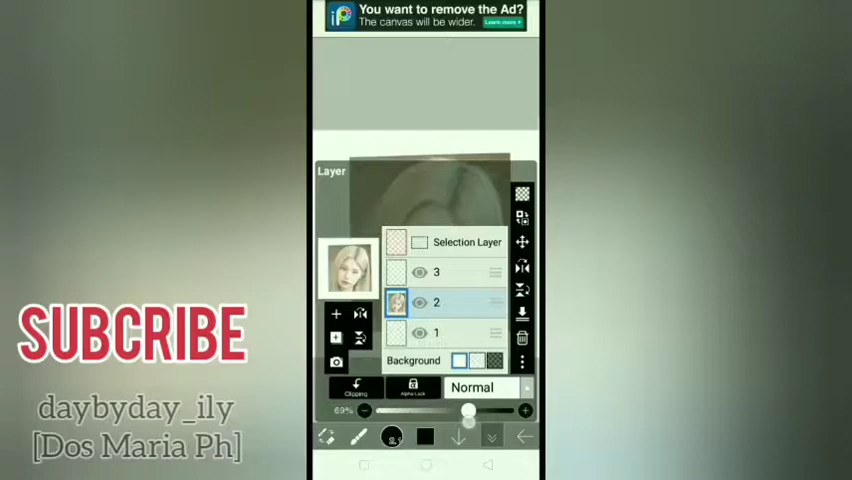 You want to remove the Ad?
The canvas will be wider.
Learn more
Layer
Selection Layer
3
2
1
Background
Clipping
Alpha Lock
Normal
69%
SUBCRIBE
daybyday_ily
[Dos Maria Ph]